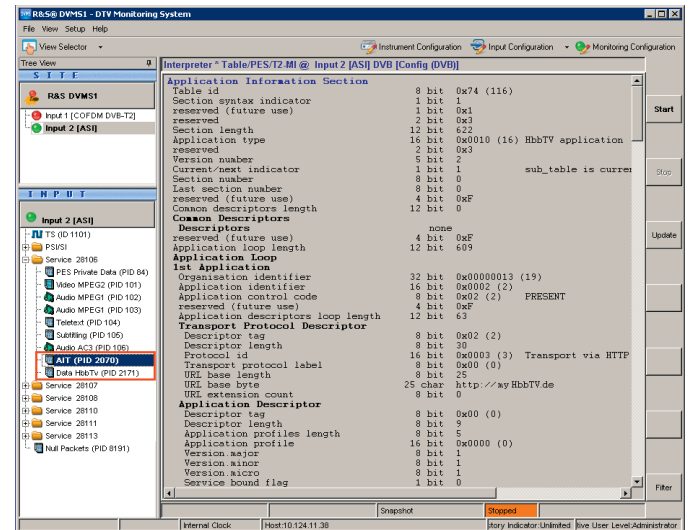 R&S® DVMS1 - DTV Monitoring System
File View Setup Help
View Selector
Instrument Configuration
Input Configuration
Monitoring Configuration
Tree View
SITE
R&S DVMS1
Input 1 [COFDM DVB-T2]
Input 2 [ASI]
INPUT
Input 2 [ASI]
TS (ID 1101)
PSI/SI
Service 28106
PES Private Data (PID 84)
Video MPEG2 (PID 101)
Audio MPEG1 (PID 102)
Audio MPEG1 (PID 103)
Teletext (PID 104)
Subtitling (PID 105)
Audio AC3 (PID 106)
AIT (PID 2070)
Data HbbTv (PID 2171)
Service 28107
Service 28108
Service 28110
Service 28111
Service 28113
Null Packets (PID 8191)
Interpreter * Table/PES/T2-MI @ Input 2 [ASI] DVB [Config (DVB)]
Application Information Section
Table id 8 bit 0x74 (116)
Section syntax indicator 1 bit 1
reserved (future use) 1 bit 0x1
reserved 2 bit 0x3
Section length 12 bit 622
Application type 16 bit 0x0010 (16) HbbTV application
reserved 2 bit 0x3
Version number 5 bit 2
Current/next indicator 1 bit 1 sub_table is curren
Section number 8 bit 0
Last section number 8 bit 0
reserved (future use) 4 bit 0xF
Common descriptors length 12 bit 0
Common Descriptors
Descriptors none
reserved (future use) 4 bit 0xF
Application loop length 12 bit 609
Application Loop
1st Application
Organisation identifier 32 bit 0x00000013 (19)
Application identifier 16 bit 0x0002 (2)
Application control code 8 bit 0x02 (2) PRESENT
reserved (future use) 4 bit 0xF
Application descriptors loop length 12 bit 63
Transport Protocol Descriptor
Descriptor tag 8 bit 0x02 (2)
Descriptor length 8 bit 30
Protocol id 16 bit 0x0003 (3) Transport via HTTP
Transport protocol label 8 bit 0x00 (0)
URL base length 8 bit 25
URL base byte 25 char http://myHbbTV.de
URL extension count 8 bit 0
Application Descriptor
Descriptor tag 8 bit 0x00 (0)
Descriptor length 8 bit 9
Application profiles length 8 bit 5
Application profile 16 bit 0x0000 (0)
Version.major 8 bit 1
Version.minor 8 bit 1
Version.micro 8 bit 1
Service bound flag 1 bit 0
Start
Stop
Update
Filter
Snapshot
Stopped
Internal Clock
Host:10.124.11.38
story Indicator:Unlimited
tive User Level:Administrator